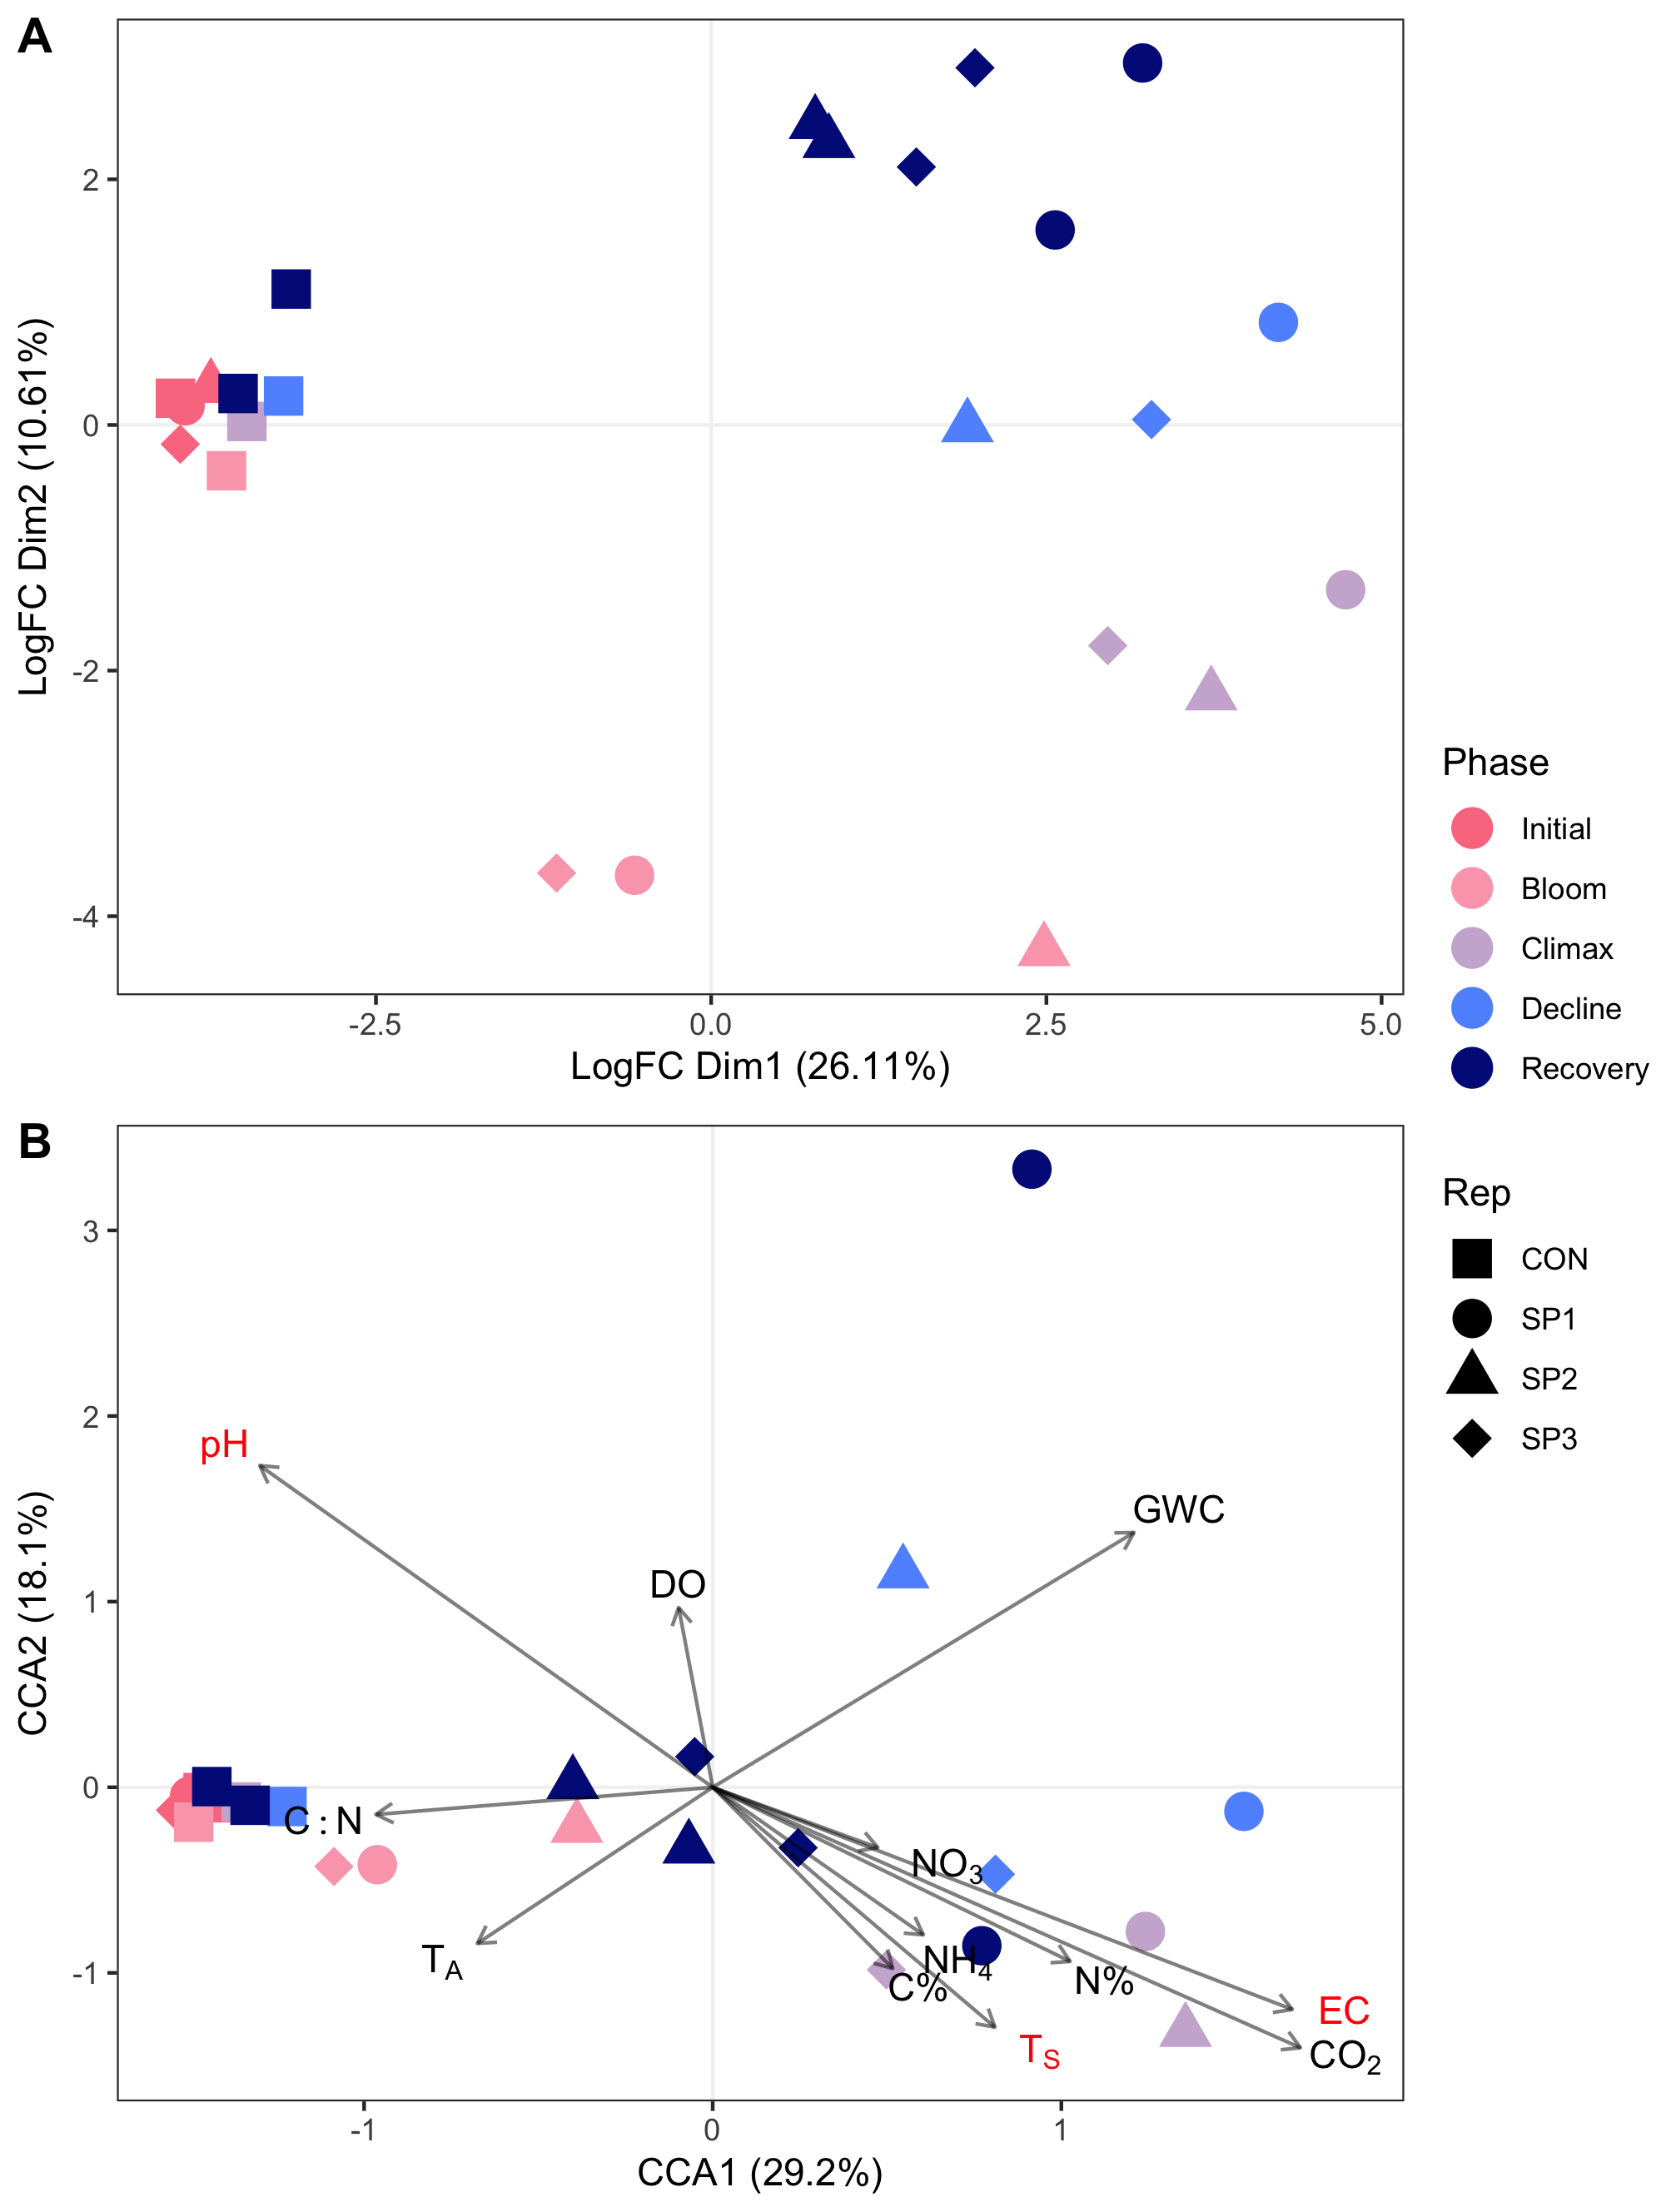 A
LogFC Dim2 (10.61%)
2
0
-2
-4
-2.5
0.0
2.5
5.0
LogFC Dim1 (26.11%)
Phase
Initial
Bloom
Climax
Decline
Recovery
Rep
CON
SP1
SP2
SP3
B
CCA2 (18.1%)
3
2
1
0
-1
pH
GWC
DO
C : N
NO₃
T_A
NH₄
C%
N%
EC
T_S
CO₂
-1
0
1
CCA1 (29.2%)